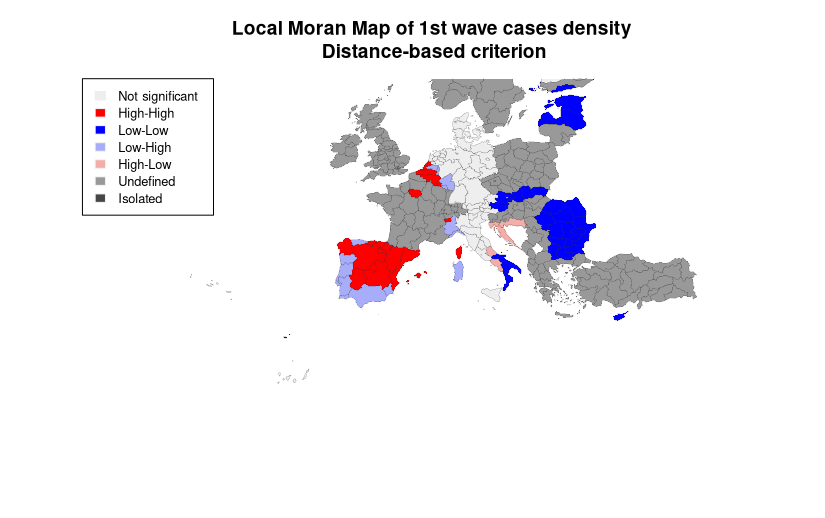 Local Moran Map of 1st wave cases density
Distance-based criterion
Not significant
High-High
Low-Low
Low-High
High-Low
Undefined
Isolated